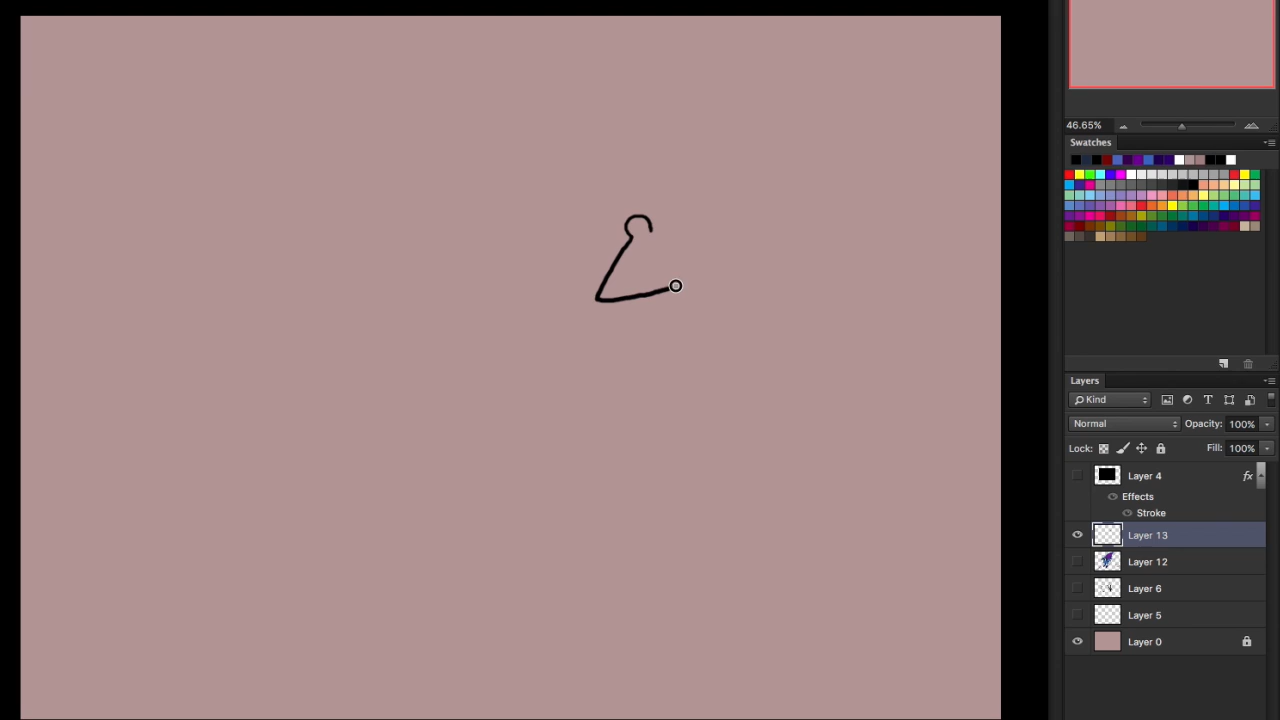 46.65%
Swatches
Layers
Kind
Normal Opacity: 100%
Lock: Fill: 100%
Layer 4 fx
Effects
Stroke
Layer 13
Layer 12
Layer 6
Layer 5
Layer 0